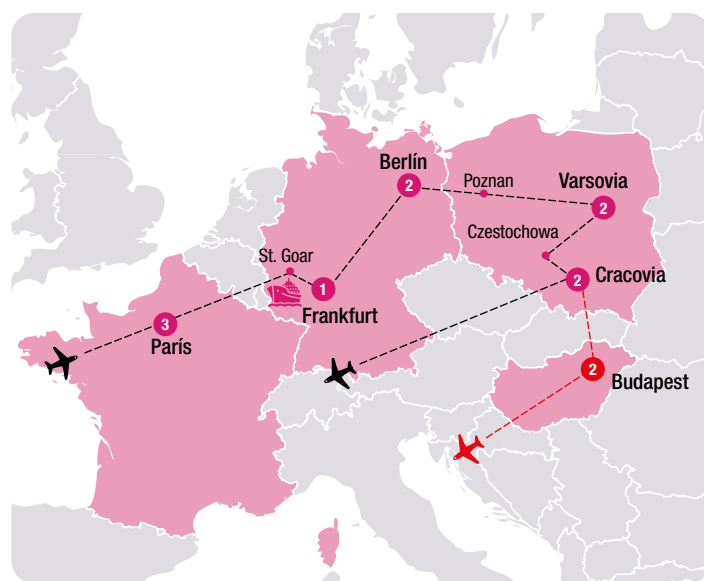 Berlín
2
Poznan
Varsovia
2
Czestochowa
St. Goar
1
Frankfurt
2
Cracovia
3
París
2
Budapest